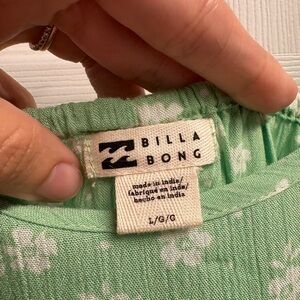 BILLA
BONG
made in india/
fabriqué en inde/
hecho en india
L/G/G